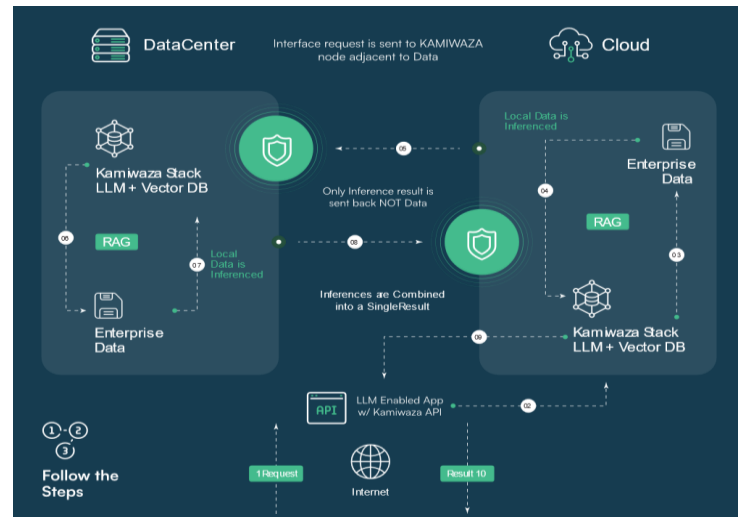 DataCenter
Interface request is sent to KAMIWAZA
node adjacent to Data
Cloud
Kamiwaza Stack
LLM + Vector DB
RAG
06
07
Local
Data is
Inferenced
Enterprise
Data
05
Only Inference result is
sent back NOT Data
08
Inferences are Combined
into a SingleResult
Local Data is
Inferenced
Enterprise
Data
04
RAG
03
Kamiwaza Stack
LLM + Vector DB
09
API
LLM Enabled App
w/ Kamiwaza API
02
1
2
3
Follow the
Steps
1Request
Internet
Result 10